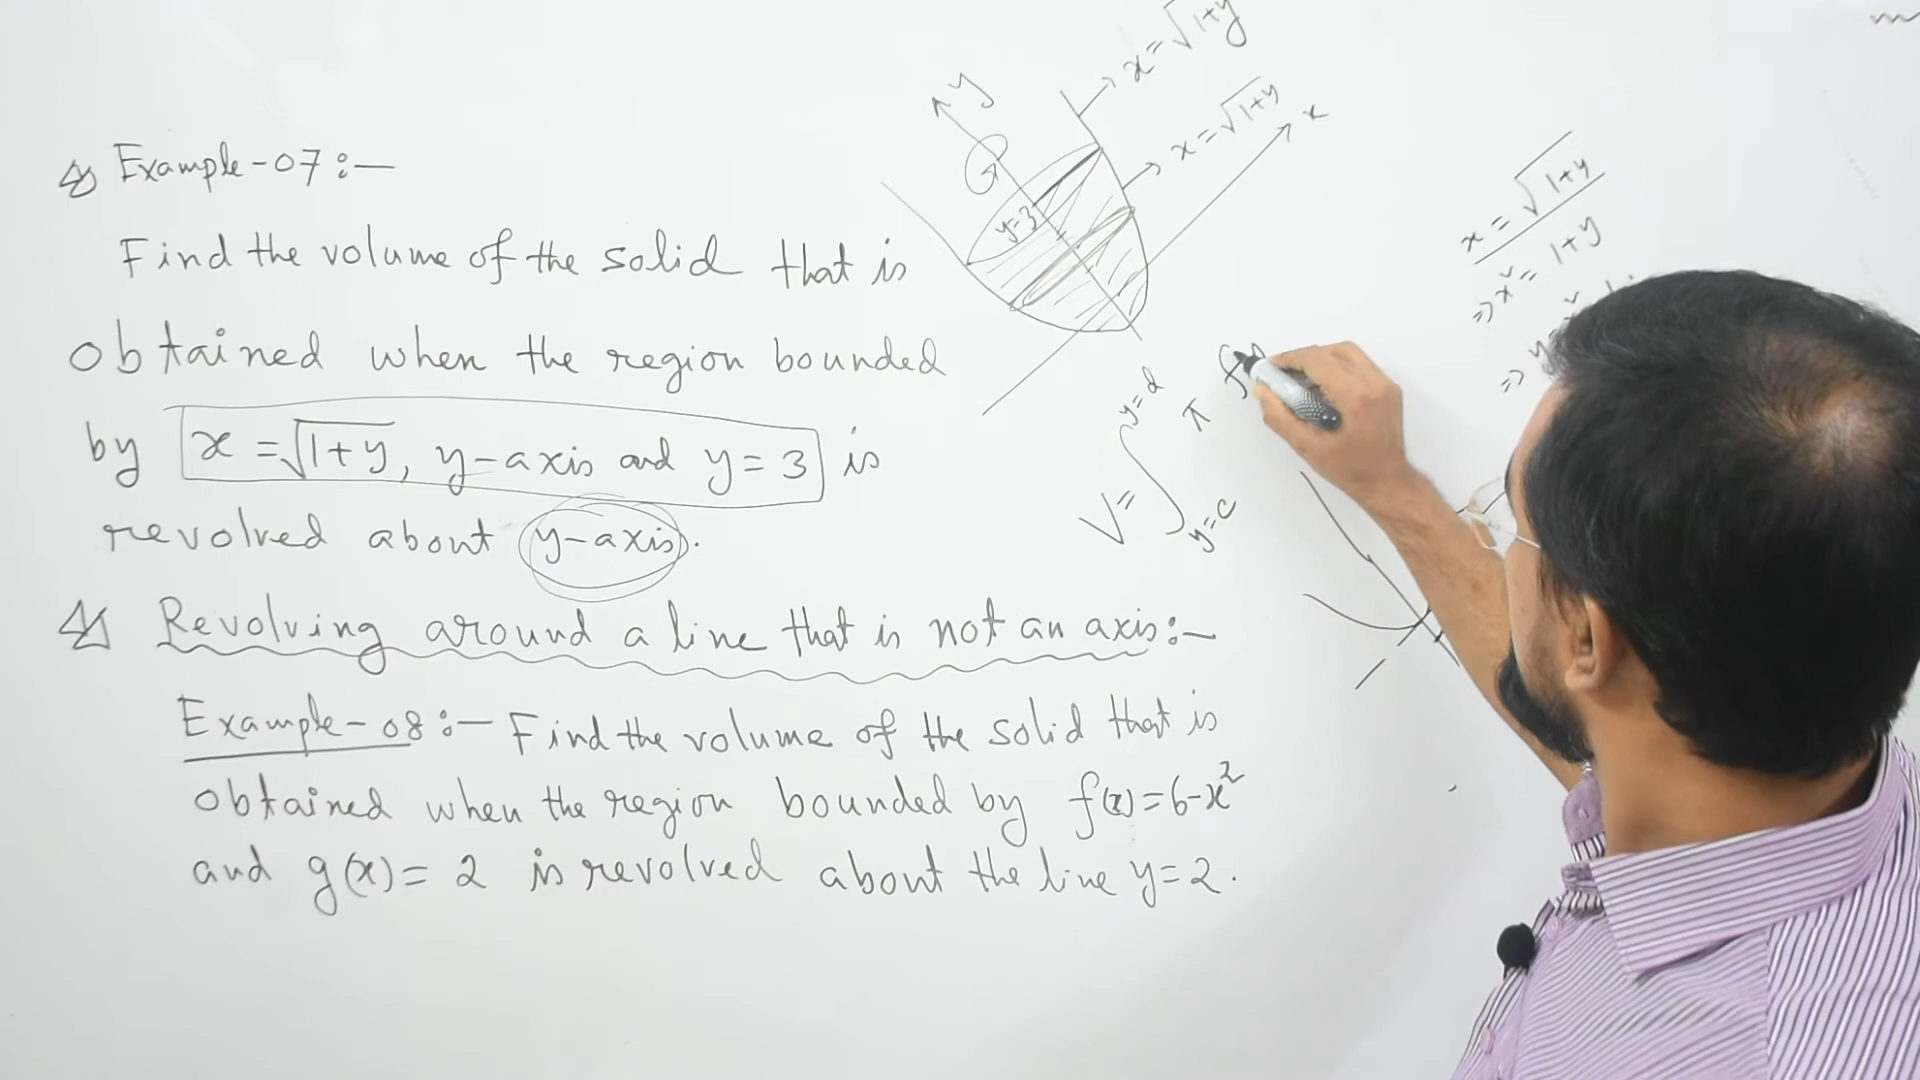 Example-07:-
Find the volume of the solid that is
obtained when the region bounded
by x = √1+y, y-axis and y = 3 is
revolved about y-axis.
Revolving around a line that is not an axis:-
Example-08:- Find the volume of the solid that is
obtained when the region bounded by f(x)=6-x²
and g(x)= 2 is revolved about the line y=2.
y
x = √1+y
x = √1+y
x
y=3
V= ∫ y=c y=d π
x = √1+y
=> x² = 1+y
=> y